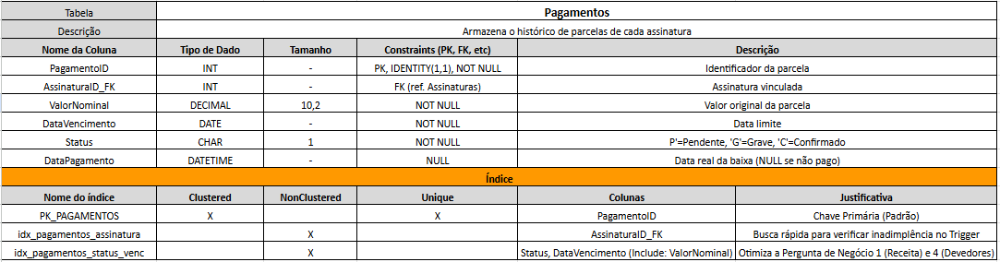 Tabela Pagamentos
Descrição Armazena o histórico de parcelas de cada assinatura
Nome da Coluna Tipo de Dado Tamanho Constraints (PK, FK, etc) Descrição
PagamentoID INT - PK, IDENTITY(1,1), NOT NULL Identificador da parcela
AssinaturaID_FK INT - FK (ref. Assinaturas) Assinatura vinculada
ValorNominal DECIMAL 10,2 NOT NULL Valor original da parcela
DataVencimento DATE - NOT NULL Data limite
Status CHAR 1 NOT NULL P'=Pendente, 'G'=Grave, 'C'=Confirmado
DataPagamento DATETIME - NULL Data real da baixa (NULL se não pago)
Índice
Nome do índice Clustered NonClustered Unique Colunas Justificativa
PK_PAGAMENTOS X X PagamentoID Chave Primária (Padrão)
idx_pagamentos_assinatura X AssinaturaID_FK Busca rápida para verificar inadimplência no Trigger
idx_pagamentos_status_venc X Status, DataVencimento (Include: ValorNominal) Otimiza a Pergunta de Negócio 1 (Receita) e 4 (Devedores)